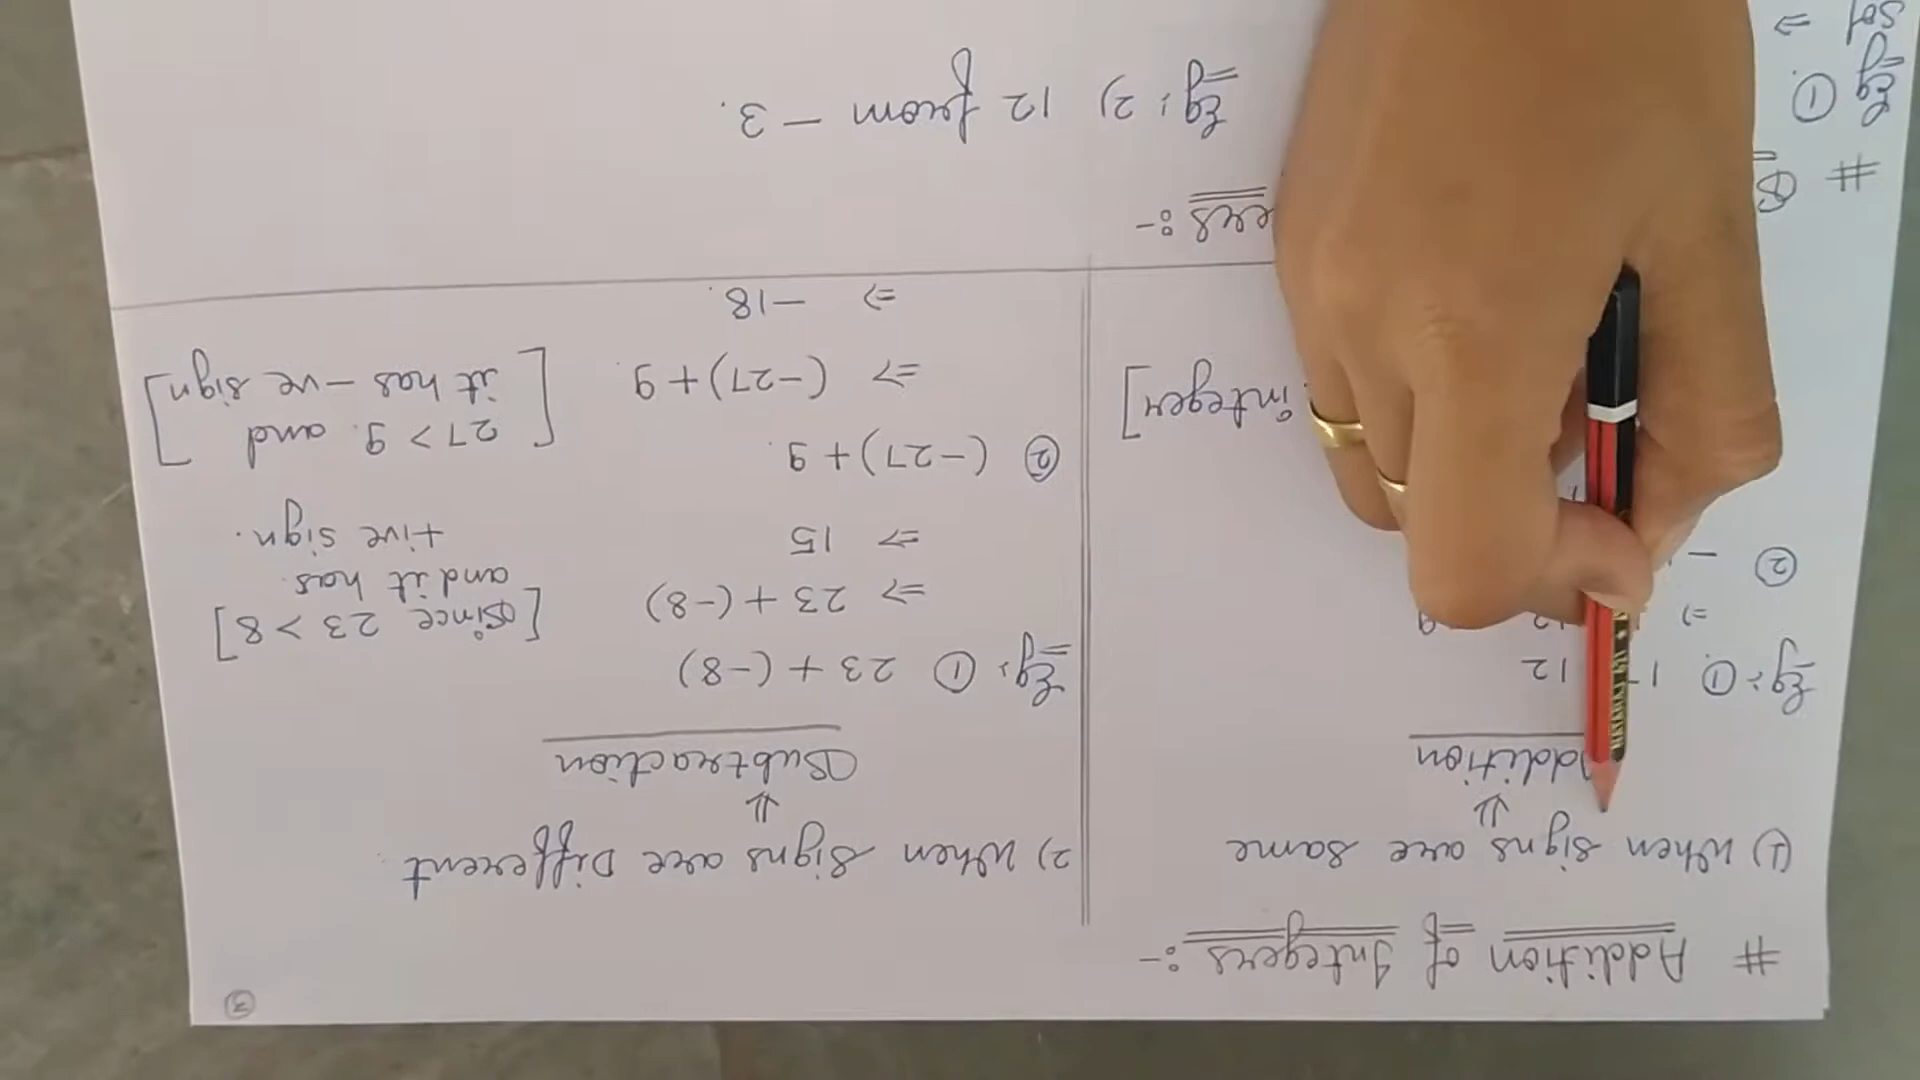 ③
# Addition of Integers :-
(1) When signs are same
⇓
Addition
Eg: ① 12
②
integer]
2) When signs are Different
⇓
Subtraction
Eg: ① 23 + (-8)
⇒ 23 + (-8) [Since 23 > 8]
and it has
+ive sign.
⇒ 15
② (-27) + 9
⇒ (-27) + 9 [27 > 9 and
it has -ve sign]
⇒ -18
#
Eg ①
Sol ⇒
Eg: 2) 12 from - 3.
NATARAJ